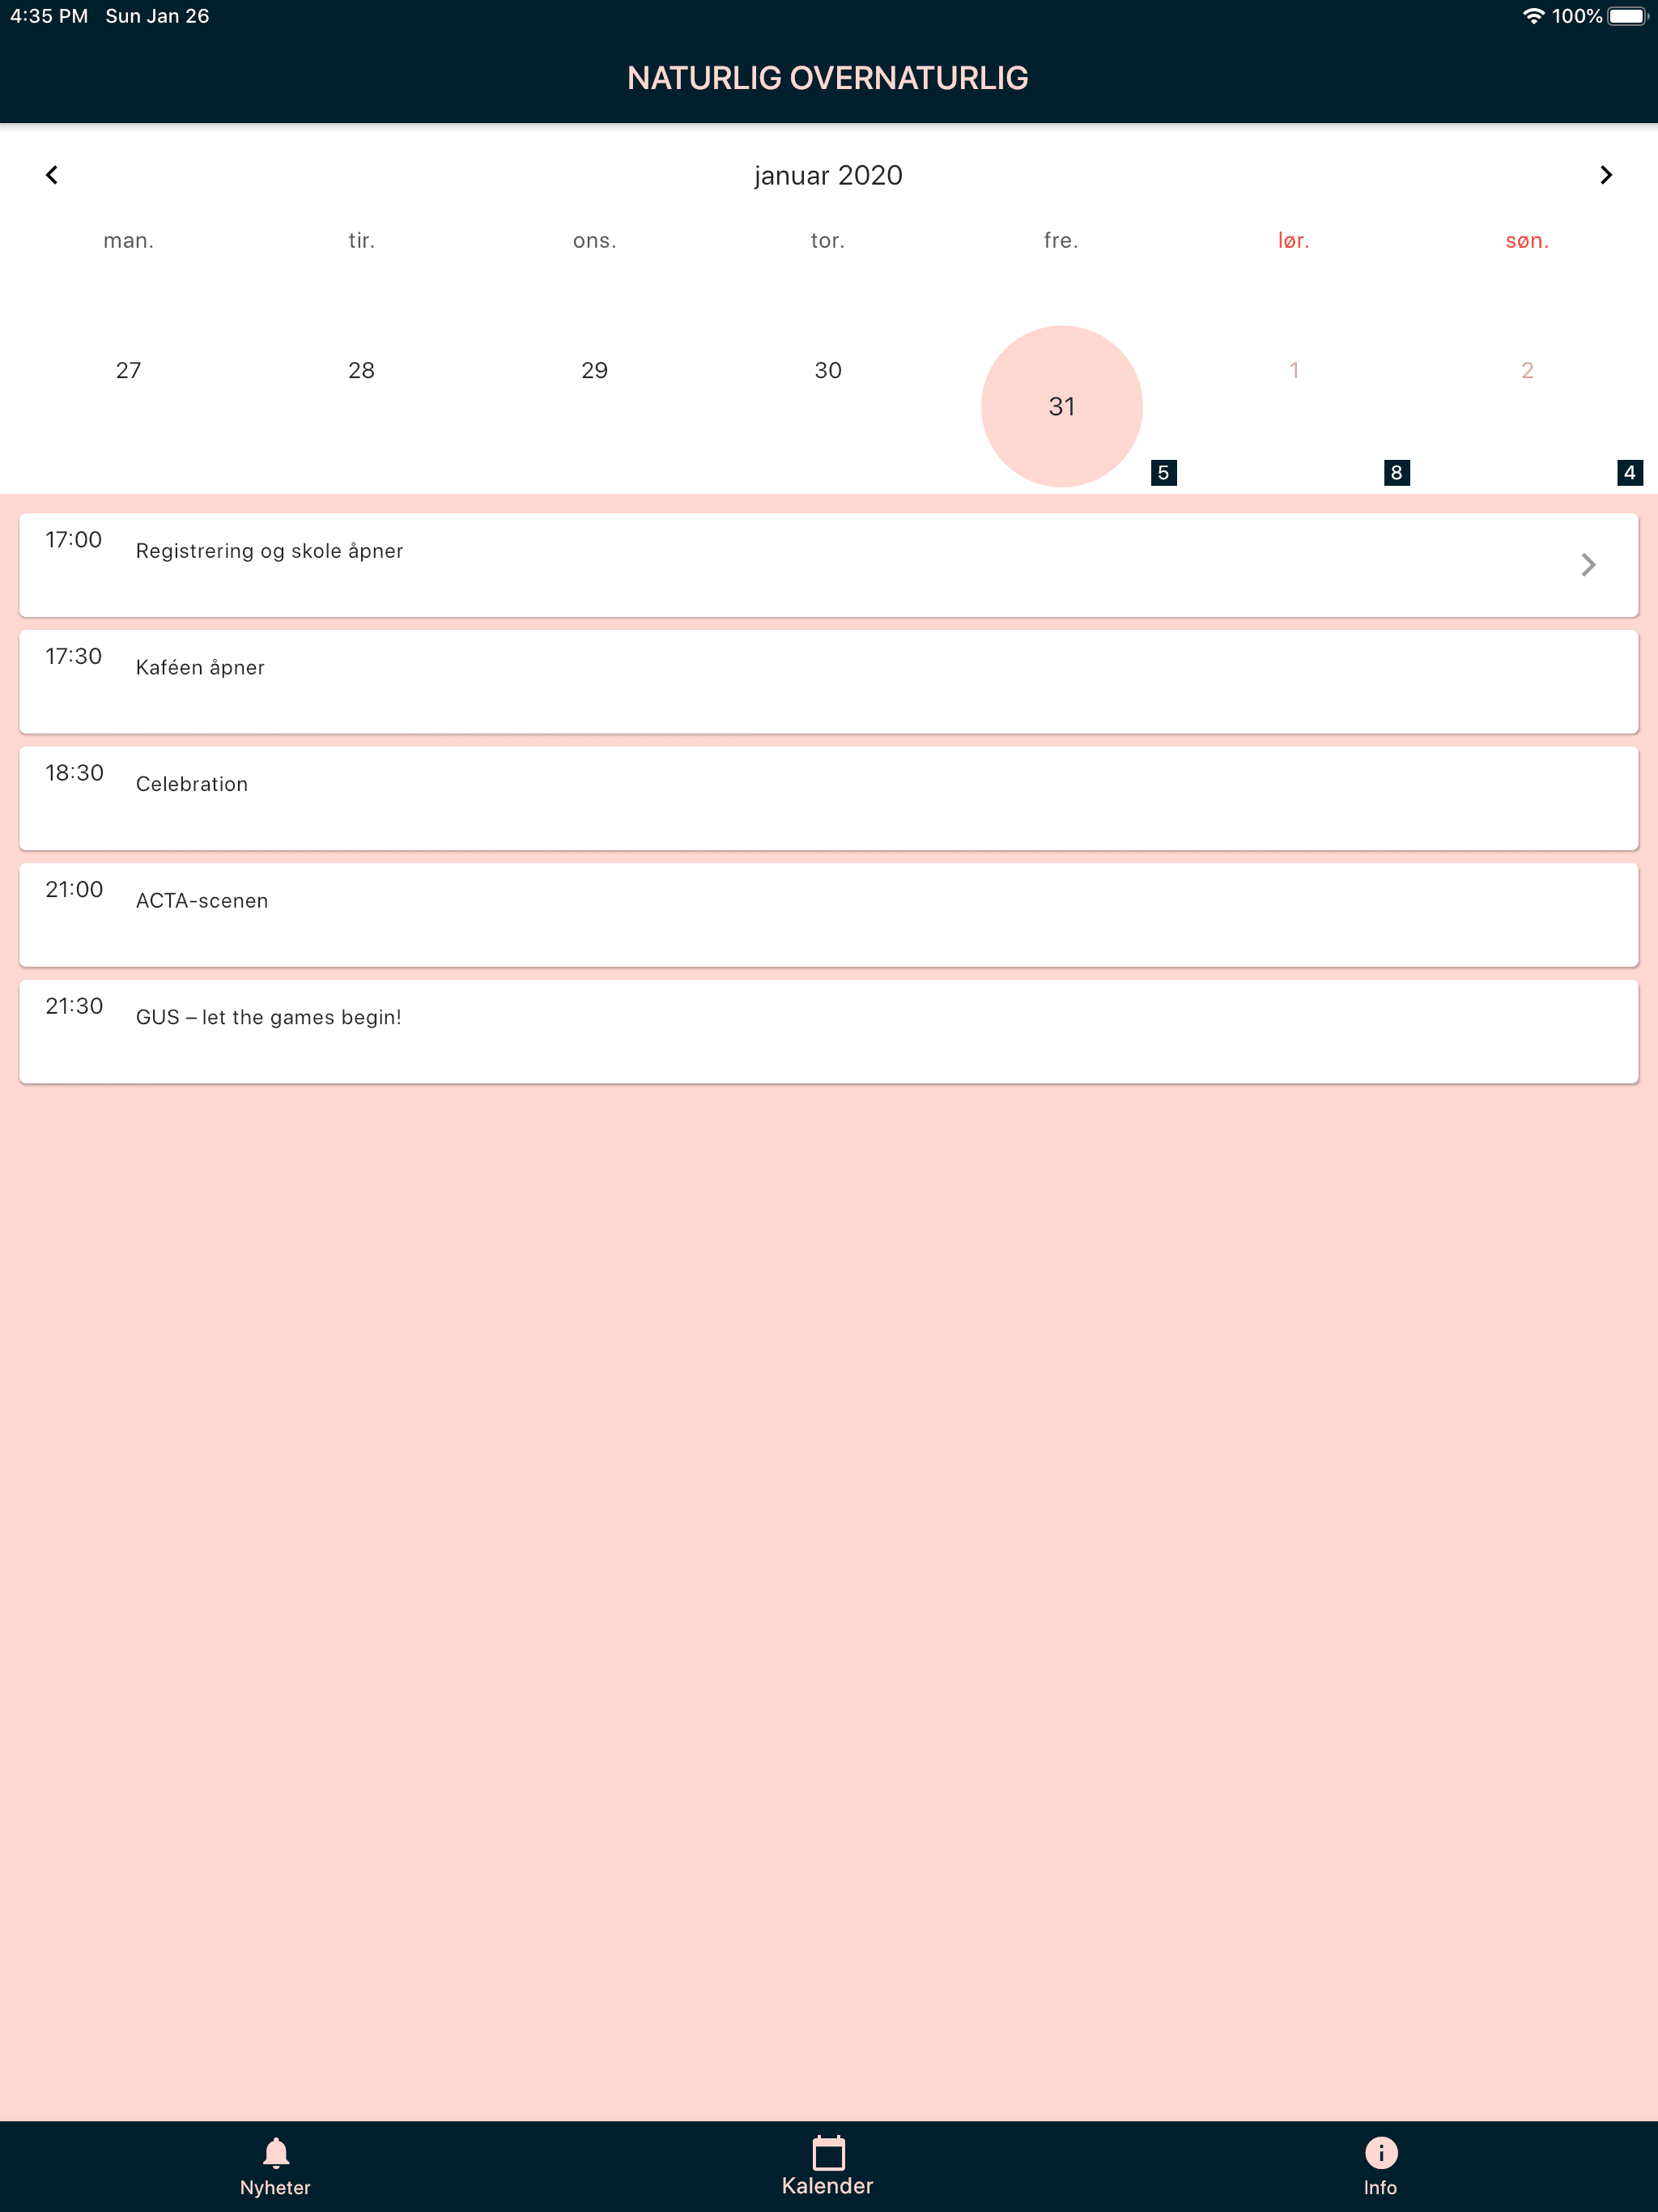 4:35 PM Sun Jan 26 100%
NATURLIG OVERNATURLIG
januar 2020
man. tir. ons. tor. fre. lør. søn.
27 28 29 30 31 1 2
5 8 4
17:00 Registrering og skole åpner
17:30 Kaféen åpner
18:30 Celebration
21:00 ACTA-scenen
21:30 GUS – let the games begin!
Nyheter Kalender Info